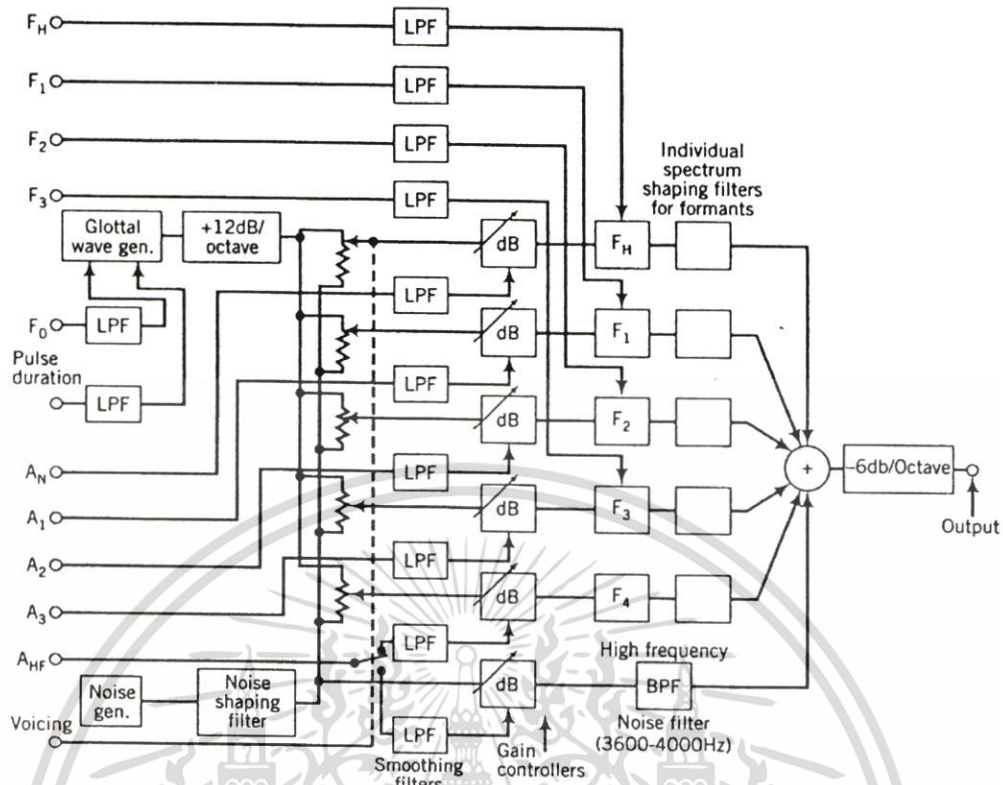 F_H
LPF
F_1
LPF
F_2
LPF
F_3
LPF
Individual
spectrum
shaping filters
for formants
Glottal
wave gen.
+12dB/
octave
dB
F_H
F_0
LPF
LPF
dB
F_1
Pulse
duration
LPF
LPF
dB
F_2
A_N
LPF
dB
F_3
+
-6db/Octave
Output
A_1
A_2
LPF
dB
F_4
A_3
A_HF
LPF
dB
High frequency
BPF
Noise filter
(3600-4000Hz)
Noise
gen.
Noise
shaping
filter
Voicing
LPF
Smoothing
filters
Gain
controllers